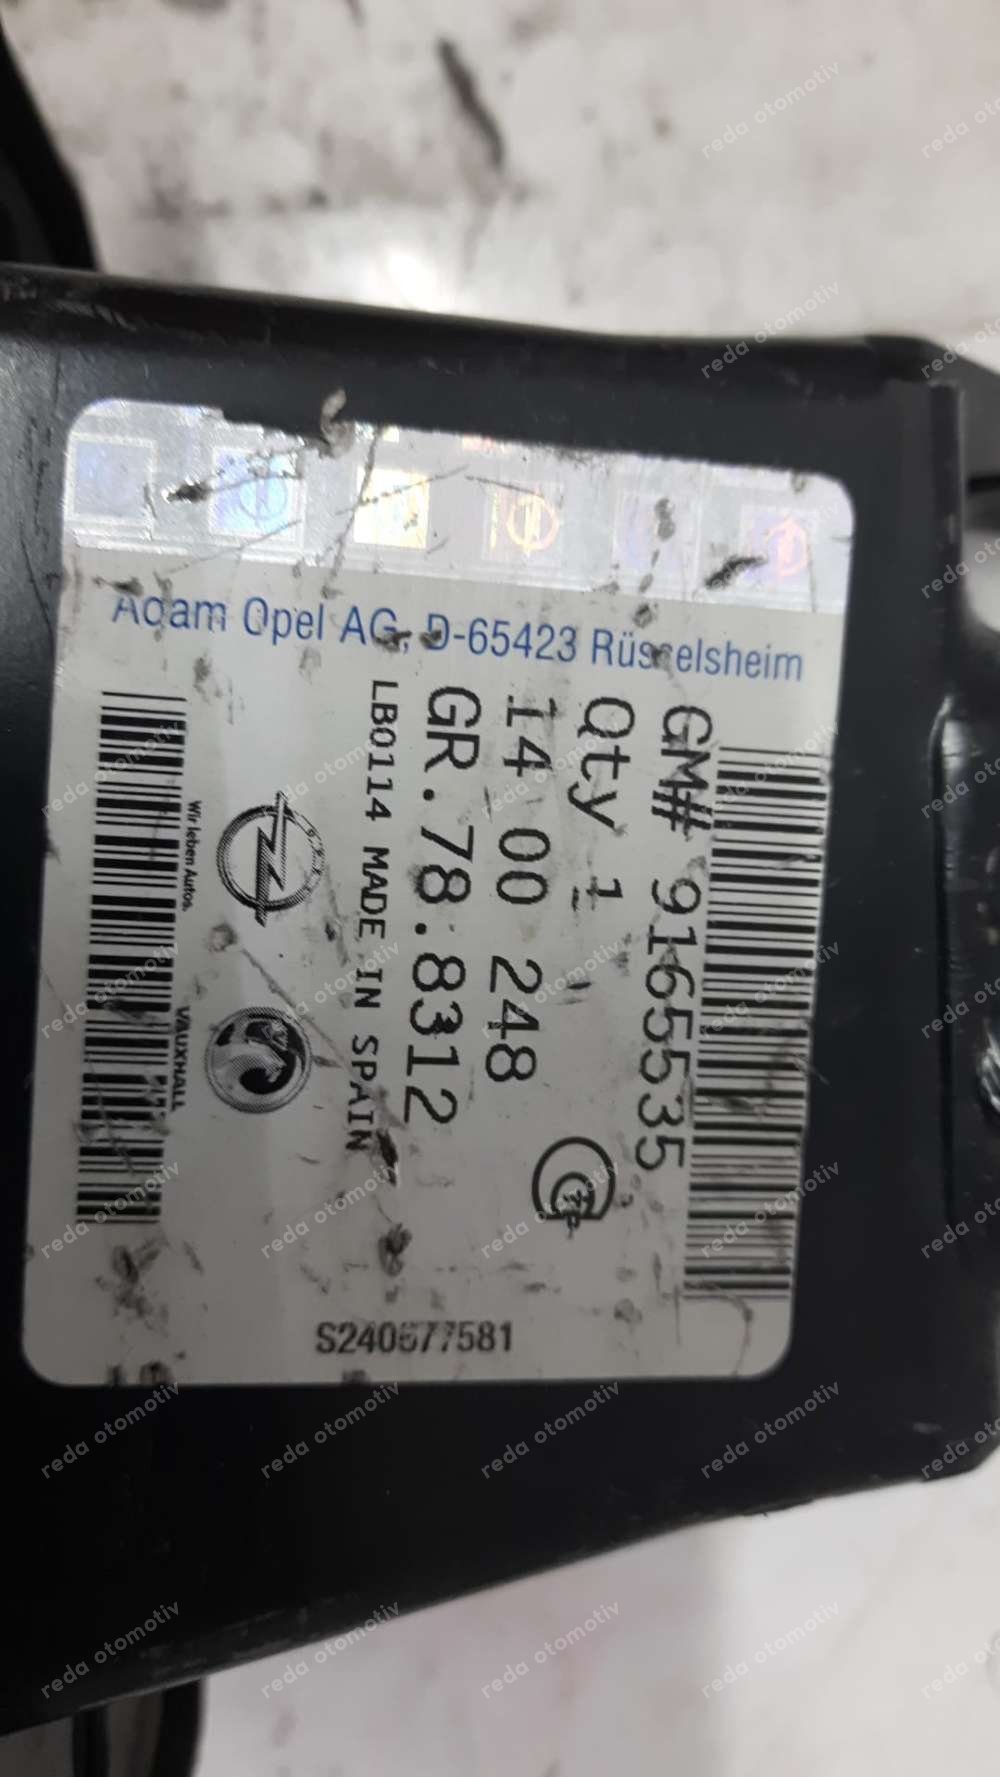 Adam Opel AG, D-65423 Rüsselsheim
GM# 9165535
Qty 1
14 00 248
GR.78.8312
LB0114 MADE IN SPAIN
Wir leben Autos.
VAUXHALL
S240677581
reda otomotiv